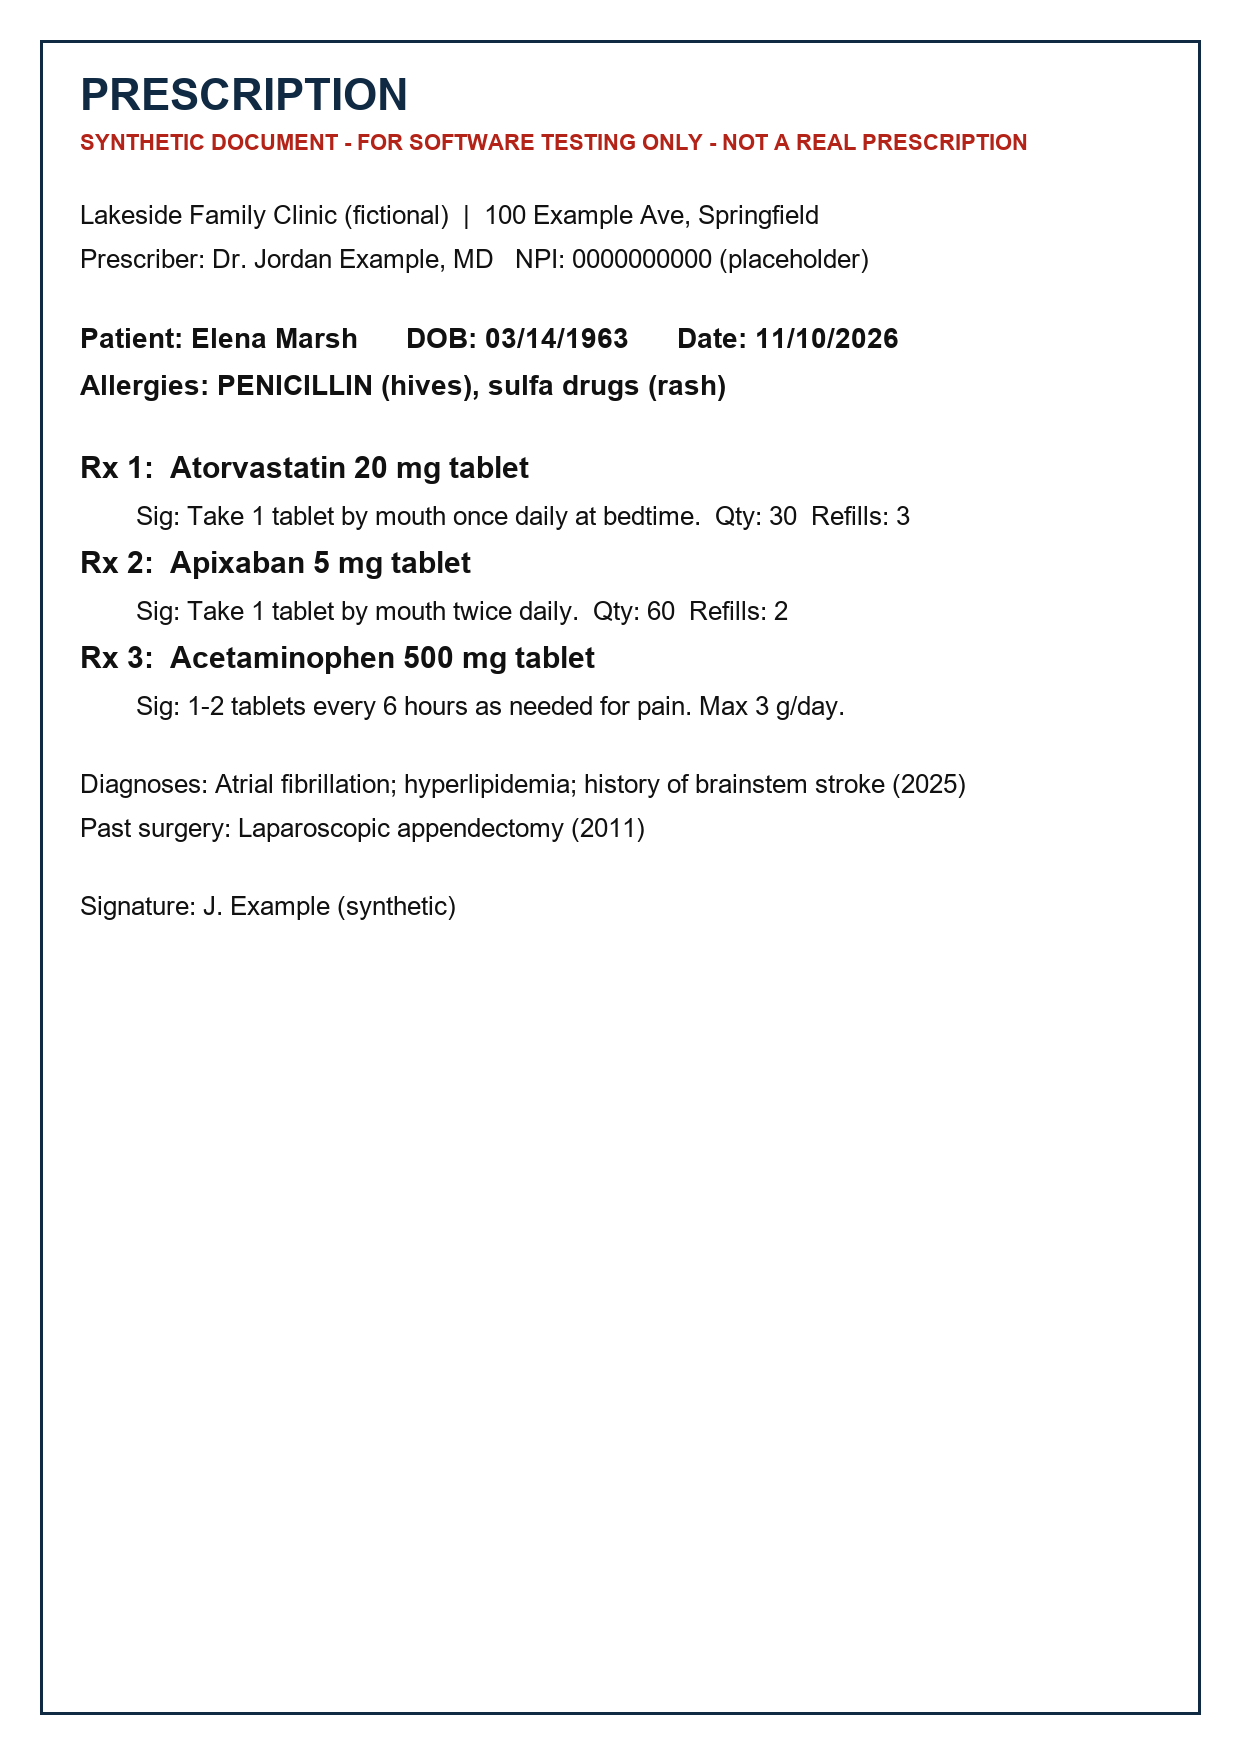 PRESCRIPTION
SYNTHETIC DOCUMENT - FOR SOFTWARE TESTING ONLY - NOT A REAL PRESCRIPTION
Lakeside Family Clinic (fictional) | 100 Example Ave, Springfield
Prescriber: Dr. Jordan Example, MD NPI: 0000000000 (placeholder)
Patient: Elena Marsh DOB: 03/14/1963 Date: 11/10/2026
Allergies: PENICILLIN (hives), sulfa drugs (rash)
Rx 1: Atorvastatin 20 mg tablet
Sig: Take 1 tablet by mouth once daily at bedtime. Qty: 30 Refills: 3
Rx 2: Apixaban 5 mg tablet
Sig: Take 1 tablet by mouth twice daily. Qty: 60 Refills: 2
Rx 3: Acetaminophen 500 mg tablet
Sig: 1-2 tablets every 6 hours as needed for pain. Max 3 g/day.
Diagnoses: Atrial fibrillation; hyperlipidemia; history of brainstem stroke (2025)
Past surgery: Laparoscopic appendectomy (2011)
Signature: J. Example (synthetic)